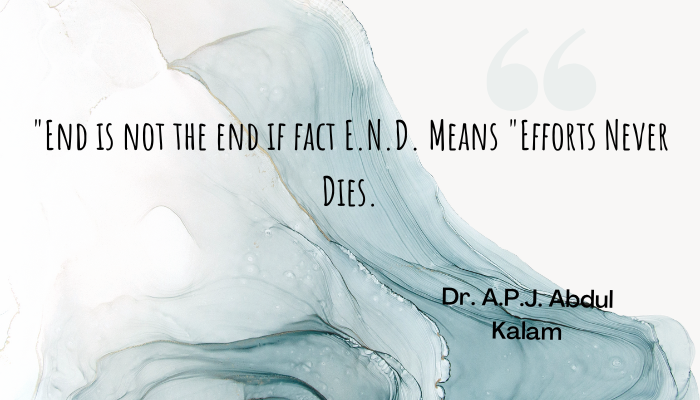 "End is not the end if fact E.N.D. Means "Efforts Never
Dies.
Dr. A.P.J. Abdul
Kalam